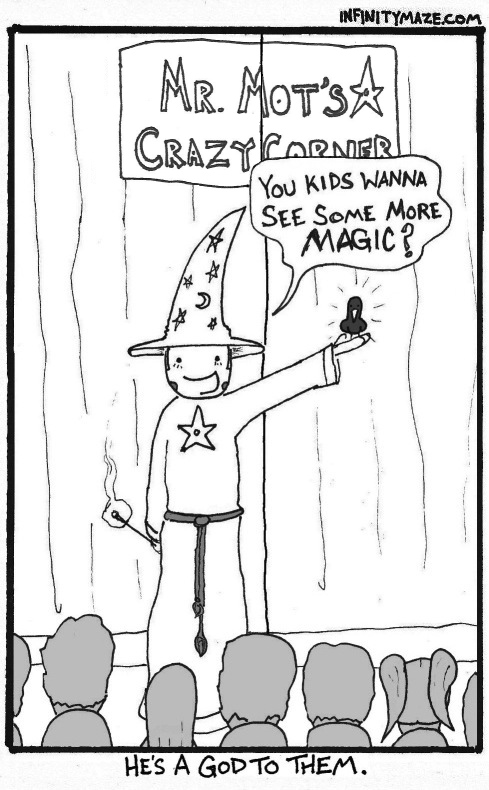 INFINITYMAZE.COM
MR. MOT'S
CRAZY CORNER
YOU KIDS WANNA
SEE SOME MORE
MAGIC?
HE'S A GOD TO THEM.